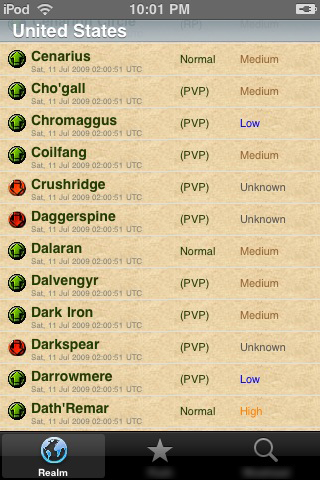 iPod 10:01 PM
United States
Cenarius Normal Medium
Sat, 11 Jul 2009 02:00:51 UTC
Cho'gall (PVP) Medium
Sat, 11 Jul 2009 02:00:51 UTC
Chromaggus (PVP) Low
Sat, 11 Jul 2009 02:00:51 UTC
Coilfang (PVP) Medium
Sat, 11 Jul 2009 02:00:51 UTC
Crushridge (PVP) Unknown
Sat, 11 Jul 2009 02:00:51 UTC
Daggerspine (PVP) Unknown
Sat, 11 Jul 2009 02:00:51 UTC
Dalaran Normal Medium
Sat, 11 Jul 2009 02:00:51 UTC
Dalvengyr (PVP) Medium
Sat, 11 Jul 2009 02:00:51 UTC
Dark Iron (PVP) Medium
Sat, 11 Jul 2009 02:00:51 UTC
Darkspear (PVP) Unknown
Sat, 11 Jul 2009 02:00:51 UTC
Darrowmere (PVP) Low
Sat, 11 Jul 2009 02:00:51 UTC
Dath'Remar Normal High
Sat, 11 Jul 2009 02:00:51 UTC
Realm